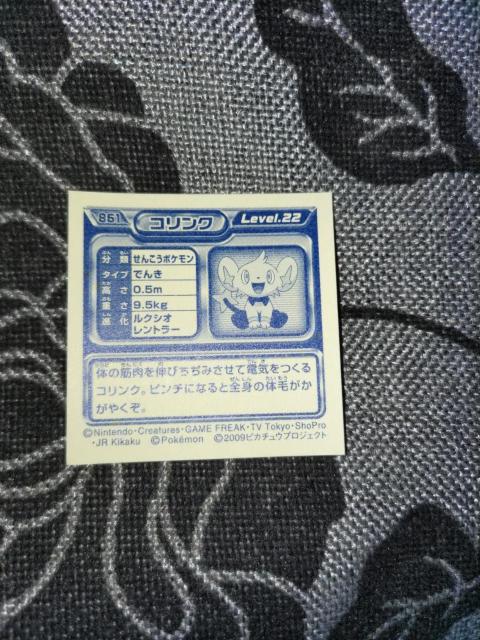 851 コリンク Level.22
分類 せんこうポケモン
タイプ でんき
高さ 0.5m
重さ 9.5kg
進化 ルクシオ
レントラー
体の筋肉を伸びちぢみさせて電気をつくる
コリンク。ピンチになると全身の体毛がか
がやくぞ。
©Nintendo・Creatures・GAME FREAK・TV Tokyo・ShoPro
・JR Kikaku ©Pokémon ©2009ピカチュウプロジェクト